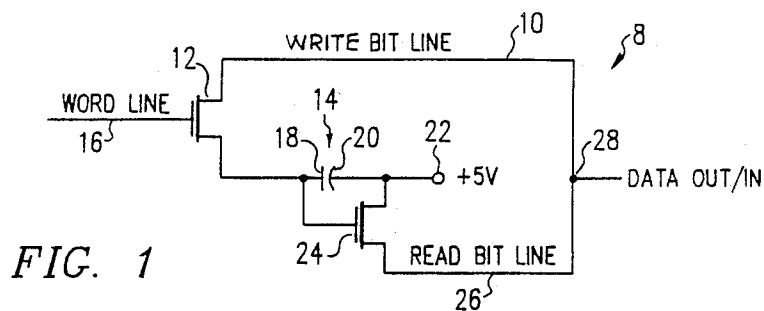 WRITE BIT LINE
10
8
12
WORD LINE
16
14
18
20
22
+5V
28
DATA OUT/IN
24
READ BIT LINE
26
FIG. 1